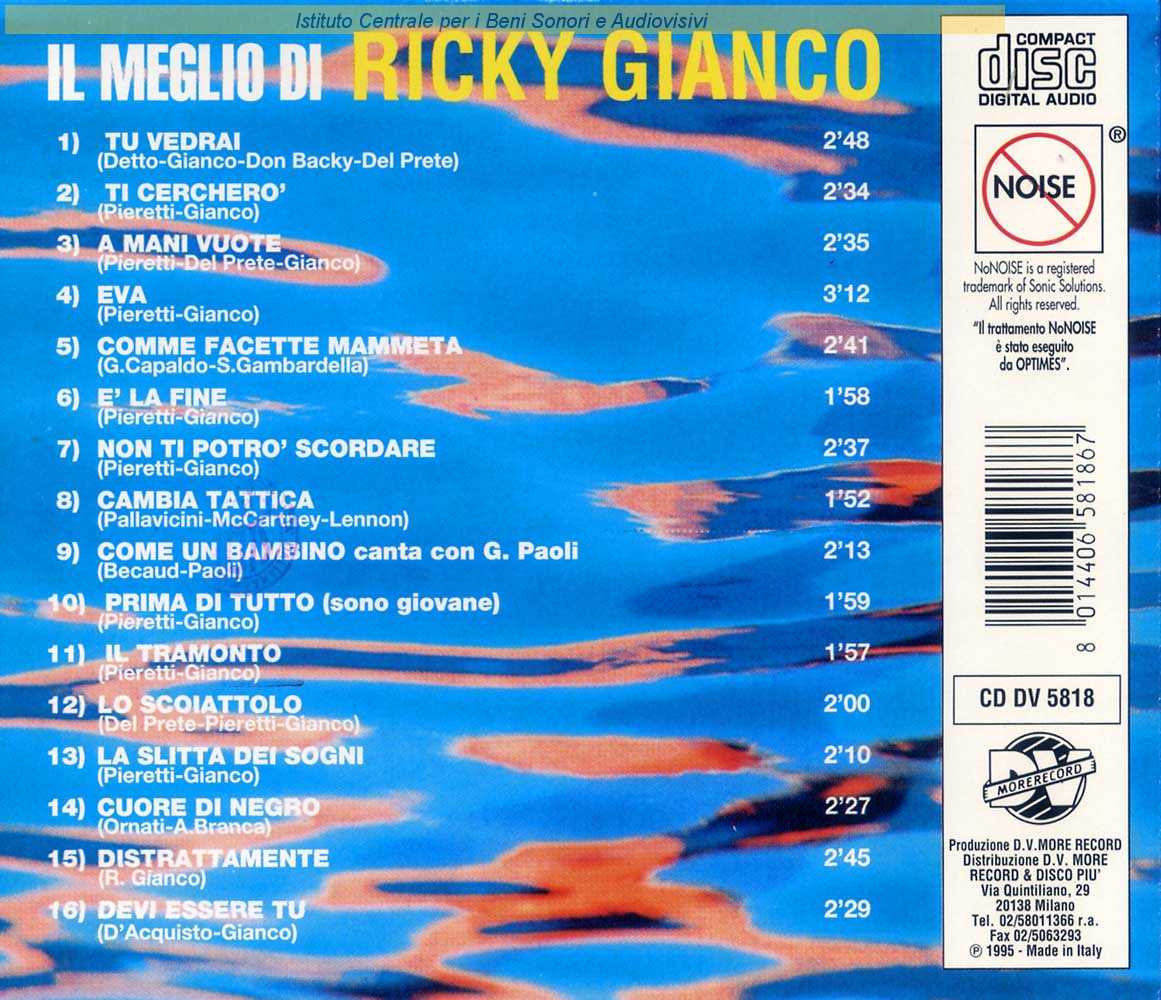 Istituto Centrale per i Beni Sonori e Audiovisivi
IL MEGLIO DI RICKY GIANCO
1) TU VEDRAI 2'48
(Detto-Gianco-Don Backy-Del Prete)
2) TI CERCHERO' 2'34
(Pieretti-Gianco)
3) A MANI VUOTE 2'35
(Pieretti-Del Prete-Gianco)
4) EVA 3'12
(Pieretti-Gianco)
5) COMME FACETTE MAMMETA 2'41
(G.Capaldo-S.Gambardella)
6) E' LA FINE 1'58
(Pieretti-Gianco)
7) NON TI POTRO' SCORDARE 2'37
(Pieretti-Gianco)
8) CAMBIA TATTICA 1'52
(Pallavicini-McCartney-Lennon)
9) COME UN BAMBINO canta con G. Paoli 2'13
(Becaud-Paoli)
10) PRIMA DI TUTTO (sono giovane) 1'59
(Pieretti-Gianco)
11) IL TRAMONTO 1'57
(Pieretti-Gianco)
12) LO SCOIATTOLO 2'00
(Del Prete-Pieretti-Gianco)
13) LA SLITTA DEI SOGNI 2'10
(Pieretti-Gianco)
14) CUORE DI NEGRO 2'27
(Ornati-A.Branca)
15) DISTRATTAMENTE 2'45
(R. Gianco)
16) DEVI ESSERE TU 2'29
(D'Acquisto-Gianco)
COMPACT
disc
DIGITAL AUDIO
®
NOISE
NoNOISE is a registered
trademark of Sonic Solutions.
All rights reserved.
"Il trattamento NoNOISE
è stato eseguito
da OPTIMES".
8 014406 581867
CD DV 5818
DV
MORERECORD
Produzione D.V.MORE RECORD
Distribuzione D.V. MORE
RECORD & DISCO PIU'
Via Quintiliano, 29
20138 Milano
Tel. 02/58011366 r.a.
Fax 02/5063293
℗ 1995 - Made in Italy